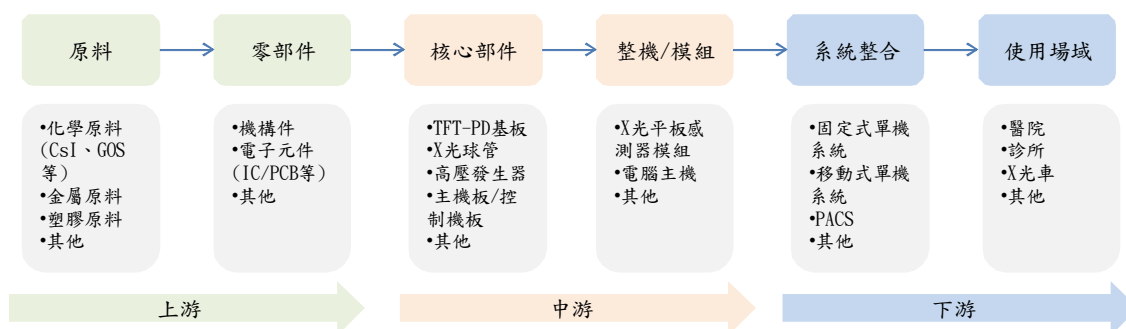 原料
零部件
核心部件
整機/模組
系統整合
使用場域
•化學原料
(CsI、GOS
等)
•金屬原料
•塑膠原料
•其他
•機構件
•電子元件
(IC/PCB等)
•其他
•TFT-PD基板
•X光球管
•高壓發生器
•主機板/控
制機板
•其他
•X光平板感
測器模組
•電腦主機
•其他
•固定式單機
系統
•移動式單機
系統
•PACS
•其他
•醫院
•診所
•X光車
•其他
上游
中游
下游